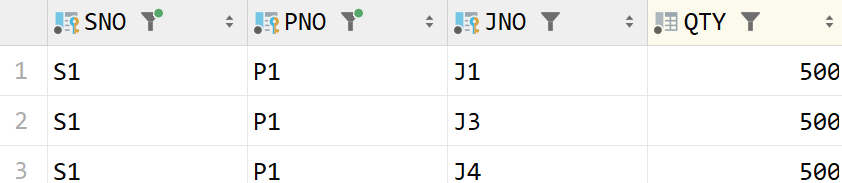 SNO PNO JNO QTY
1 S1 P1 J1 500
2 S1 P1 J3 500
3 S1 P1 J4 500